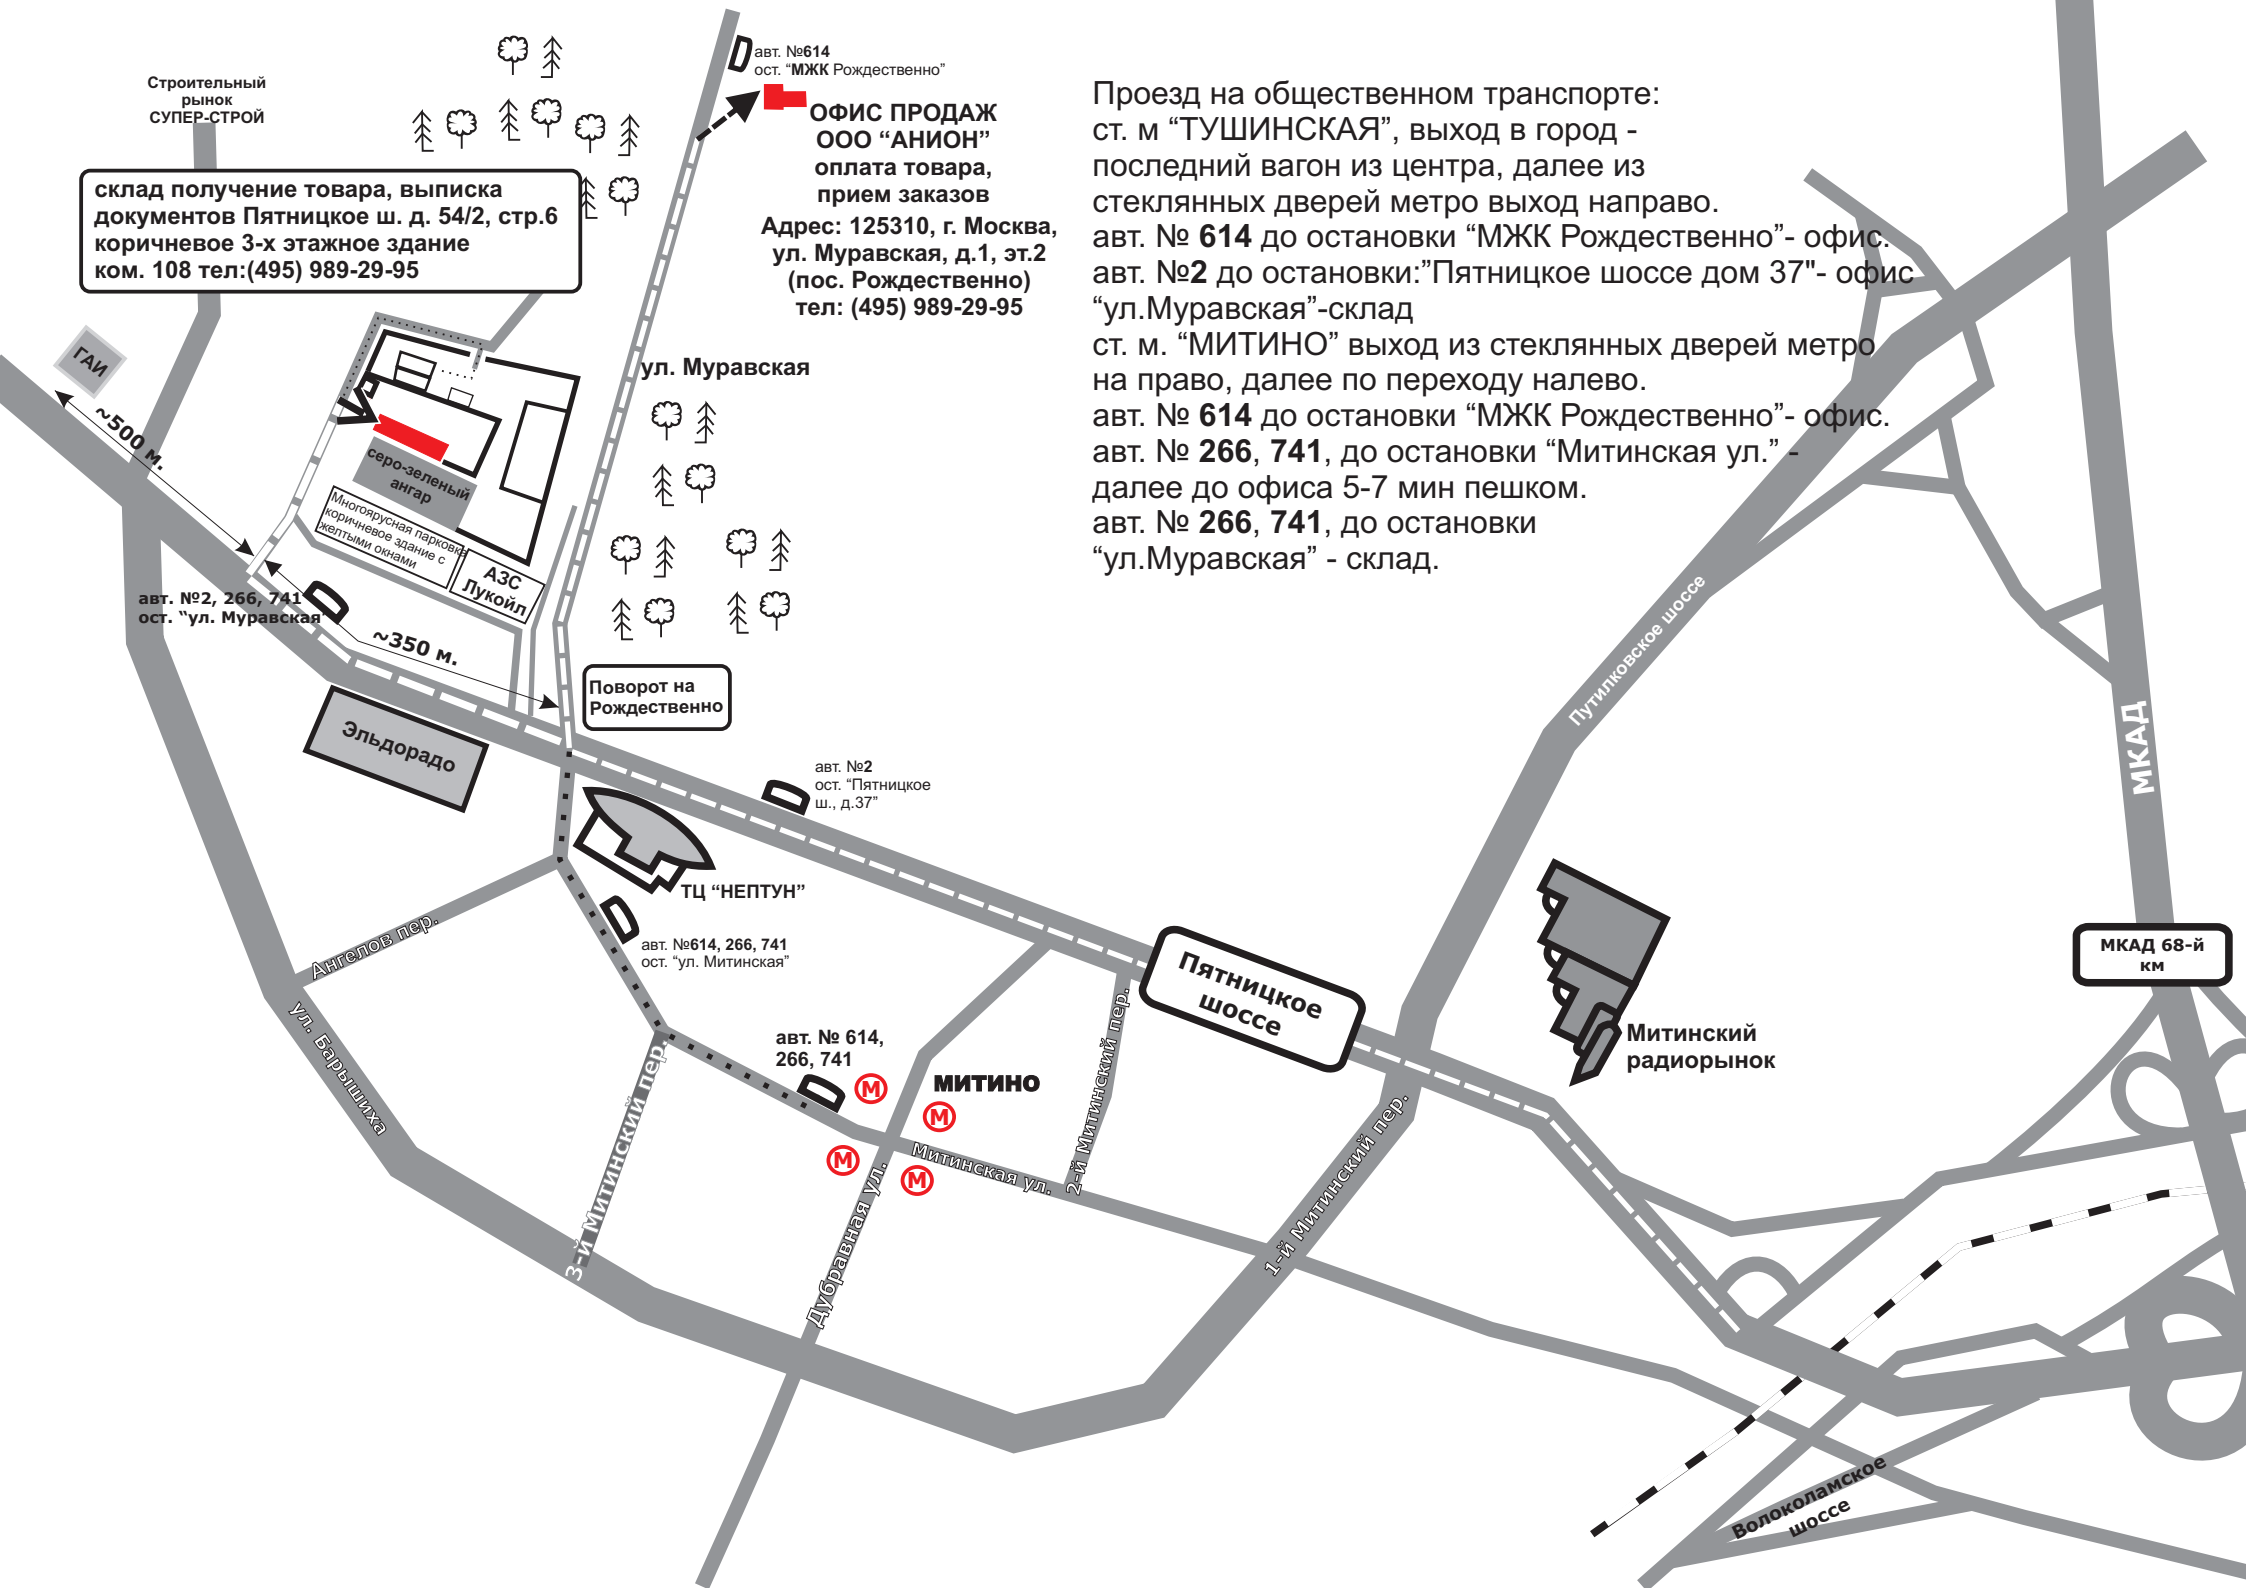 Строительный
рынок
СУПЕР-СТРОЙ
склад получение товара, выписка
документов Пятницкое ш. д. 54/2, стр.6
коричневое 3-х этажное здание
ком. 108 тел:(495) 989-29-95
авт. №614
ост. “МЖК Рождественно”
ОФИС ПРОДАЖ
ООО “АНИОН”
оплата товара,
прием заказов
Адрес: 125310, г. Москва,
ул. Муравская, д.1, эт.2
(пос. Рождественно)
тел: (495) 989-29-95
Проезд на общественном транспорте:
ст. м “ТУШИНСКАЯ”, выход в город -
последний вагон из центра, далее из
стеклянных дверей метро выход направо.
авт. № 614 до остановки “МЖК Рождественно”- офис.
авт. №2 до остановки:”Пятницкое шоссе дом 37"- офис
“ул.Муравская”-склад
ст. м. “МИТИНО” выход из стеклянных дверей метро
на право, далее по переходу налево.
авт. № 614 до остановки “МЖК Рождественно”- офис.
авт. № 266, 741, до остановки “Митинская ул.” -
далее до офиса 5-7 мин пешком.
авт. № 266, 741, до остановки
“ул.Муравская” - склад.
ГАИ
~500 м.
ул. Муравская
серо-зеленый
ангар
Многоярусная парковка
коричневое здание с
желтыми окнами
АЗС
Лукойл
авт. №2, 266, 741
ост. “ул. Муравская”
~350 м.
Поворот на
Рождественно
Эльдорадо
авт. №2
ост. “Пятницкое
ш., д.37”
ТЦ “НЕПТУН”
авт. №614, 266, 741
ост. “ул. Митинская”
Ангелов пер.
ул. Барышиха
3-й Митинский пер.
авт. № 614,
266, 741
М
МИТИНО
М
М
М
Митинская ул.
Дубравная ул.
2-й Митинский пер.
Пятницкое
шоссе
1-й Митинский пер.
Путилковское шоссе
Митинский
радиорынок
МКАД
МКАД 68-й
км
Волоколамское
шоссе